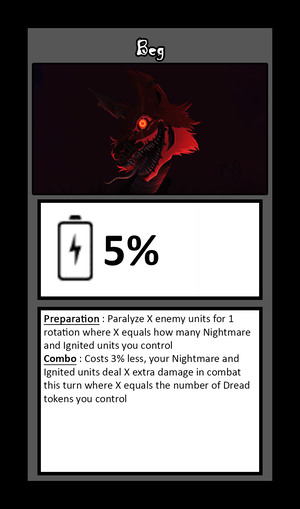 Beg
5%
Preparation : Paralyze X enemy units for 1
rotation where X equals how many Nightmare
and Ignited units you control
Combo : Costs 3% less, your Nightmare and
Ignited units deal X extra damage in combat
this turn where X equals the number of Dread
tokens you control